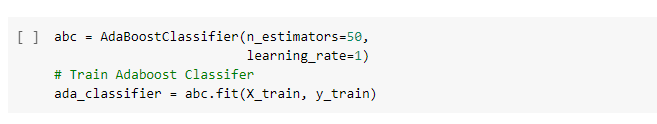 [ ] abc = AdaBoostClassifier(n_estimators=50,
learning_rate=1)
# Train Adaboost Classifer
ada_classifier = abc.fit(X_train, y_train)